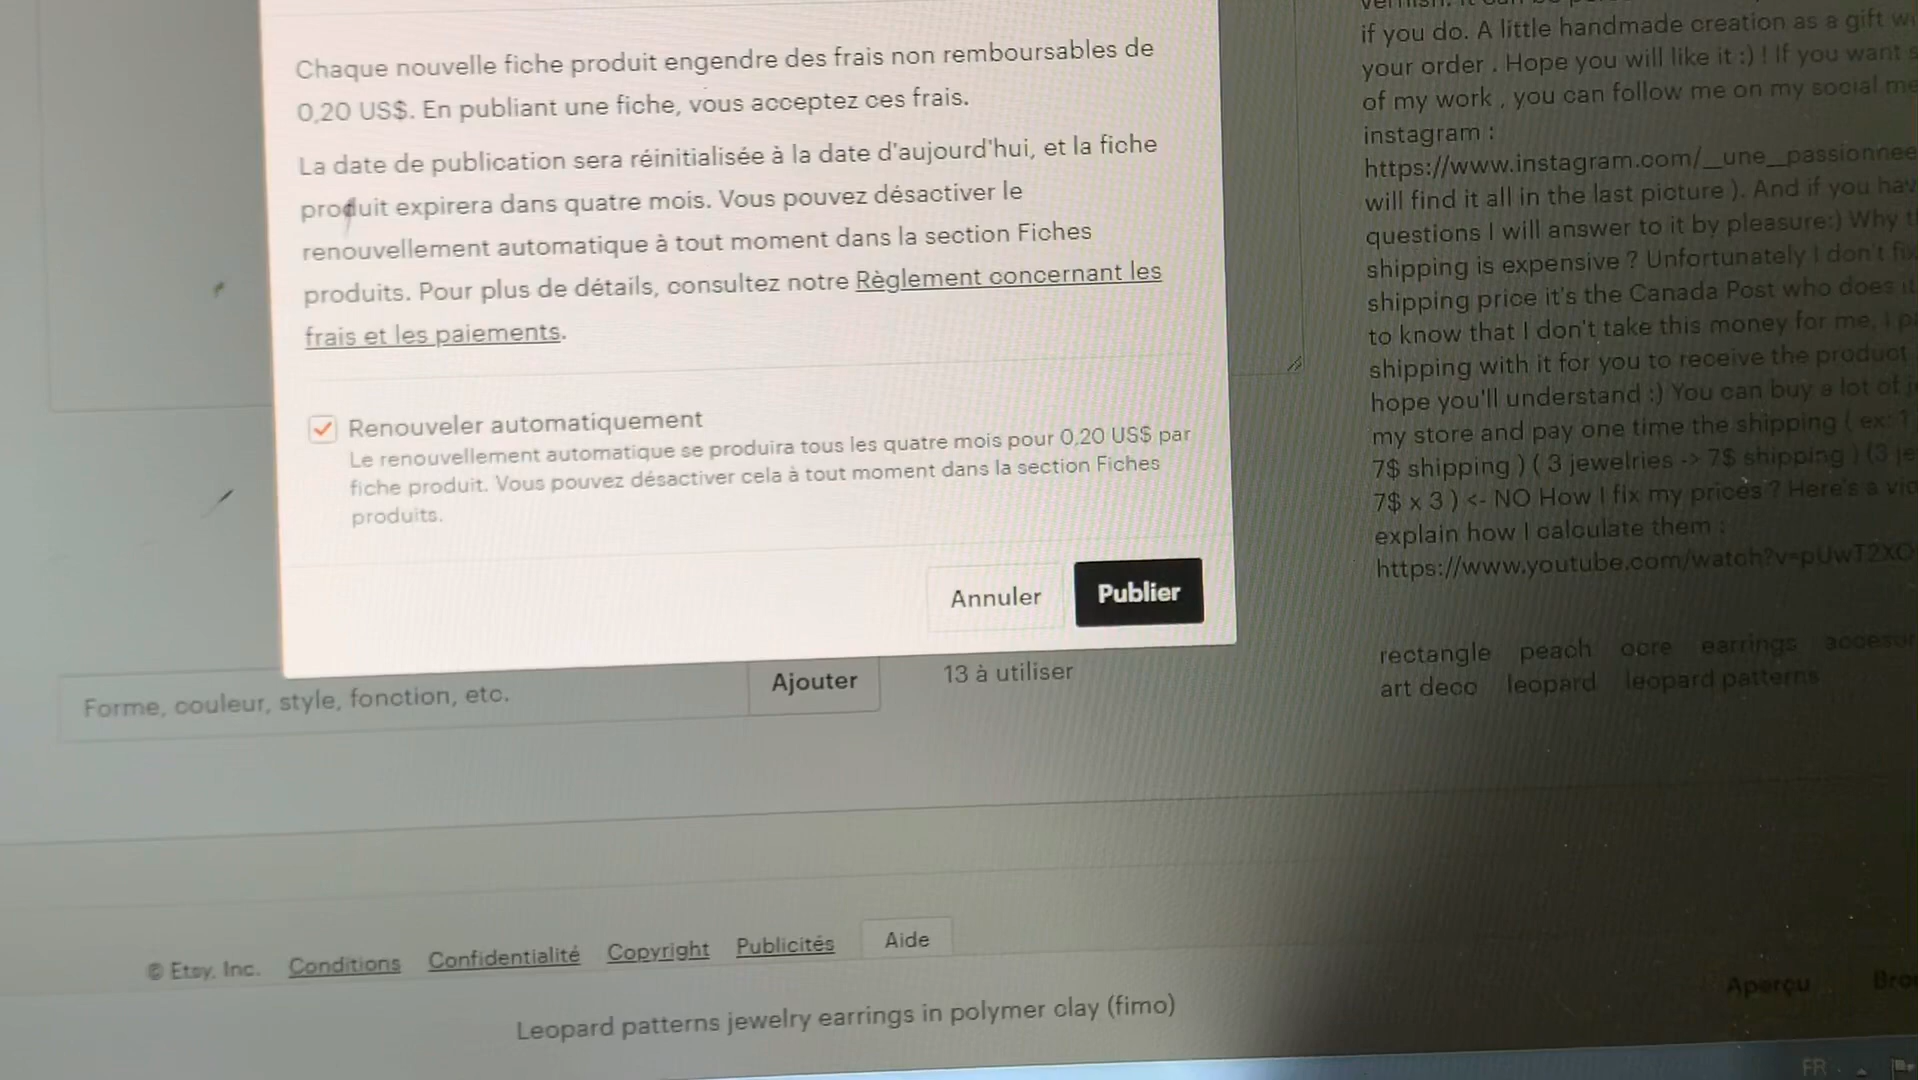 Chaque nouvelle fiche produit engendre des frais non remboursables de
0,20 US$. En publiant une fiche, vous acceptez ces frais.
La date de publication sera réinitialisée à la date d'aujourd'hui, et la fiche
produit expirera dans quatre mois. Vous pouvez désactiver le
renouvellement automatique à tout moment dans la section Fiches
produits. Pour plus de détails, consultez notre Règlement concernant les
frais et les paiements.
Renouveler automatiquement
Le renouvellement automatique se produira tous les quatre mois pour 0,20 US$ par
fiche produit. Vous pouvez désactiver cela à tout moment dans la section Fiches
produits.
Annuler
Publier
Forme, couleur, style, fonction, etc.
Ajouter
13 à utiliser
if you do. A little handmade creation as a gift
your order . Hope you will like it :) ! If you want
of my work , you can follow me on my social
instagram :
https://www.instagram.com/__une__passionnee
will find it all in the last picture ). And if you
questions I will answer to it by pleasure:) Why
shipping is expensive ? Unfortunately I don't
shipping price it's the Canada Post who does
to know that I don't take this money for me, I
shipping with it for you to receive the product
hope you'll understand :) You can buy a lot of
my store and pay one time the shipping ( ex: 1
7$ shipping ) ( 3 jewelries -> 7$ shipping ) (3
7$ x 3 ) <- NO How I fix my prices ? Here's a
explain how I calculate them :
https://www.youtube.com/watch?v=pUwT2XO
rectangle peach ocre earrings
art deco leopard leopard patterns
© Etsy, Inc. Conditions Confidentialité Copyright Publicités Aide
Aperçu
Leopard patterns jewelry earrings in polymer clay (fimo)
FR